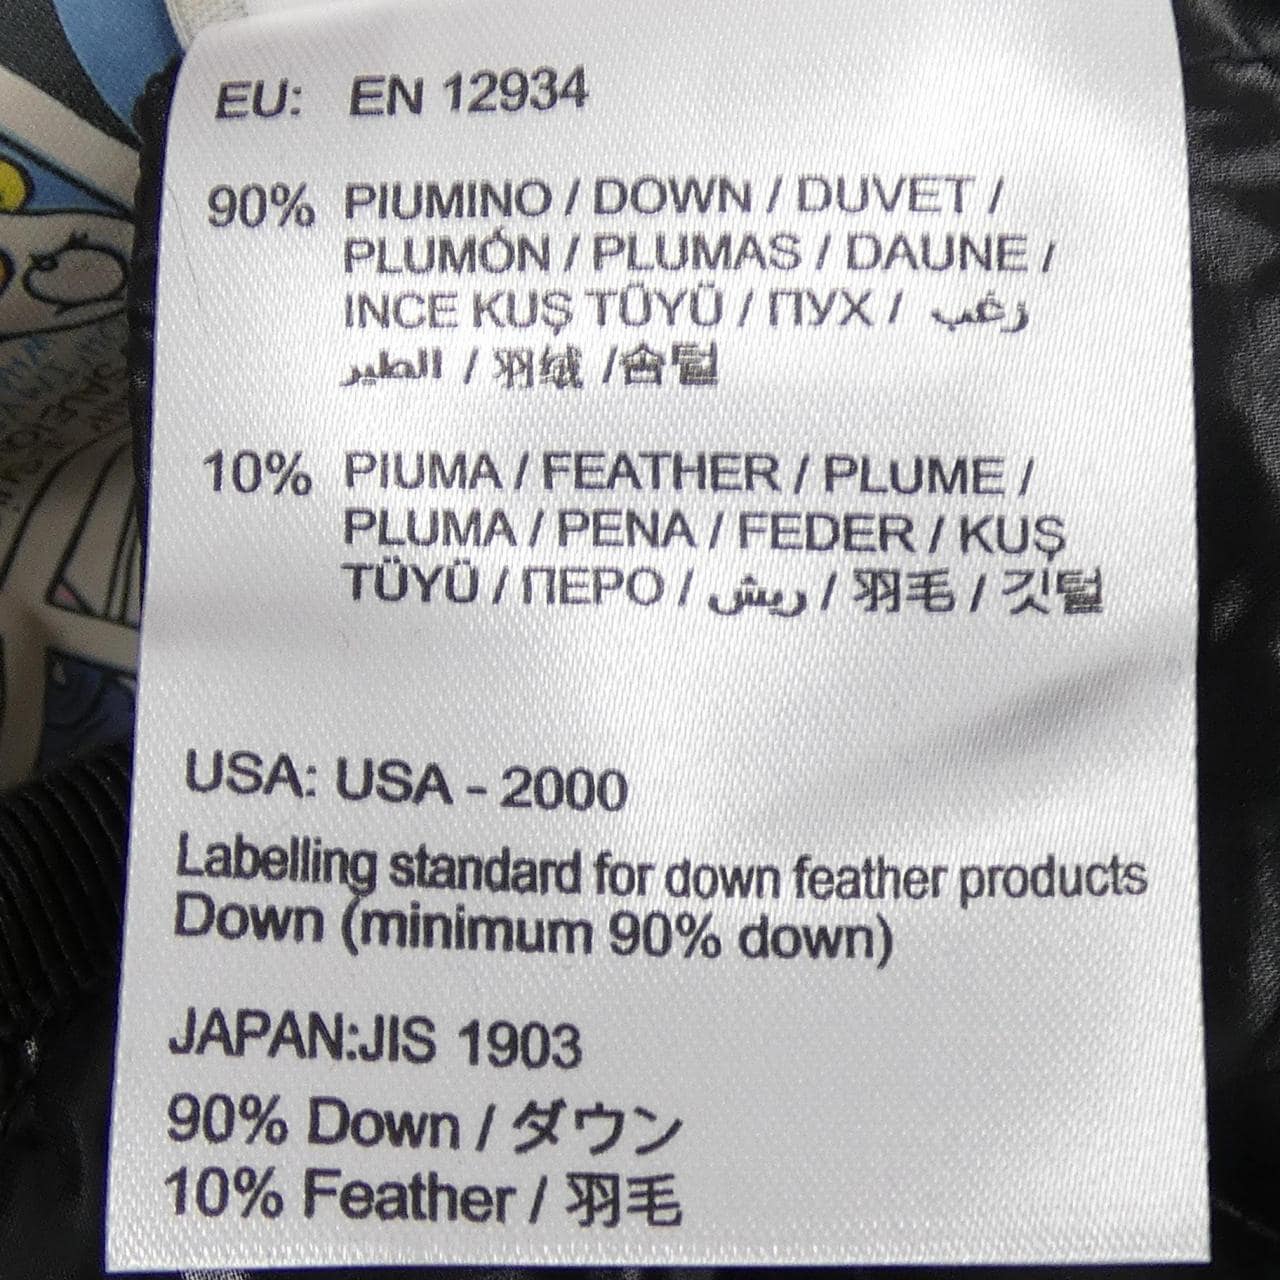 EU: EN 12934
90% PIUMINO / DOWN / DUVET /
PLUMÓN / PLUMAS / DAUNE /
INCE KUŞ TÜYÜ / ПУХ / زغب
الطير / 羽绒 /솜털
10% PIUMA / FEATHER / PLUME /
PLUMA / PENA / FEDER / KUŞ
TÜYÜ / ПЕРО / ريش / 羽毛 / 깃털
USA: USA - 2000
Labelling standard for down feather products
Down (minimum 90% down)
JAPAN:JIS 1903
90% Down / ダウン
10% Feather / 羽毛